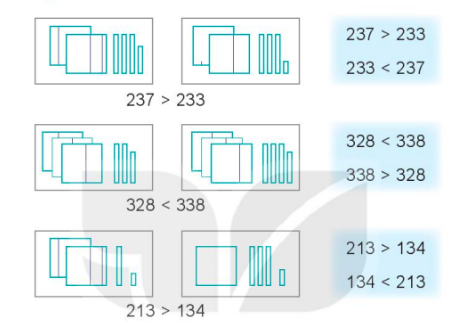 237 > 233
233 < 237
237 > 233
328 < 338
338 > 328
328 < 338
213 > 134
134 < 213
213 > 134